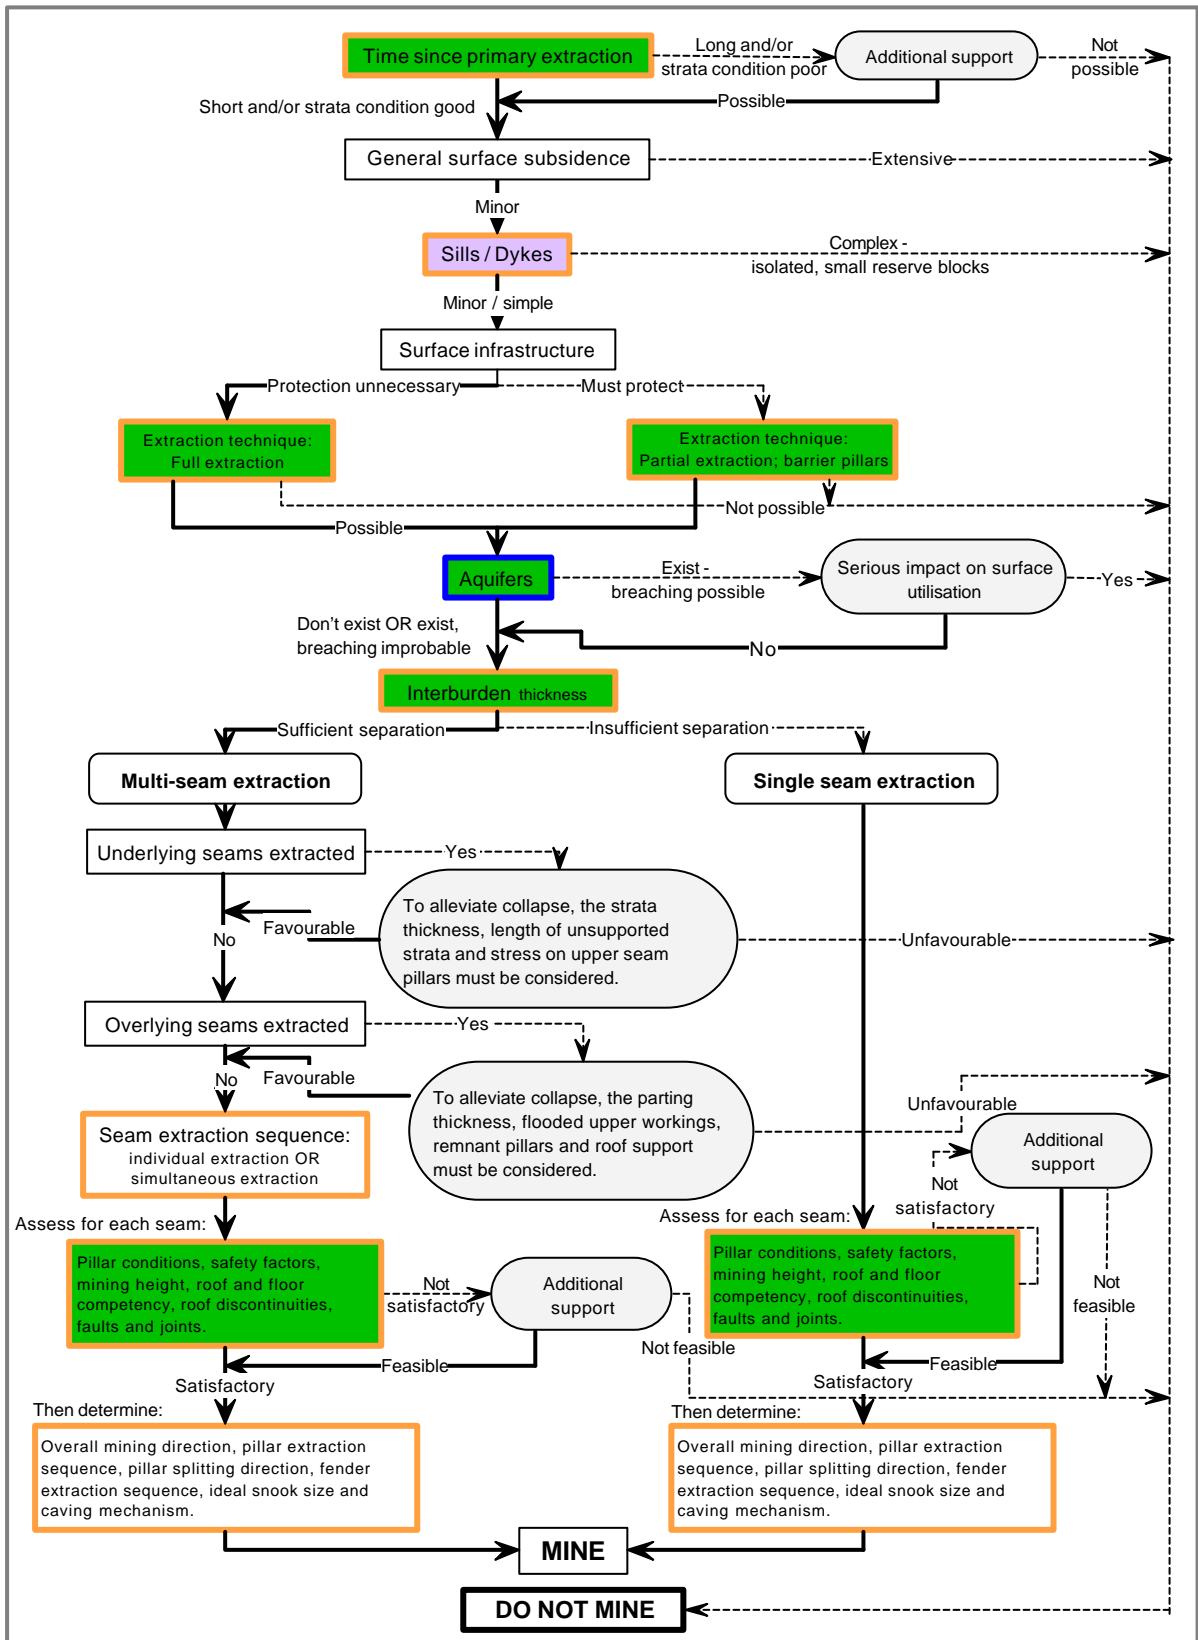 Time since primary extraction
Long and/or
strata condition poor
Additional support
Not
possible
Possible
Short and/or strata condition good
General surface subsidence
Extensive
Minor
Sills / Dykes
Complex -
isolated, small reserve blocks
Minor / simple
Surface infrastructure
Protection unnecessary
Must protect
Extraction technique:
Full extraction
Extraction technique:
Partial extraction; barrier pillars
Not possible
Possible
Aquifers
Exist -
breaching possible
Serious impact on surface
utilisation
Yes
Don't exist OR exist,
breaching improbable
No
Interburden thickness
Sufficient separation
Insufficient separation
Multi-seam extraction
Single seam extraction
Underlying seams extracted
Yes
To alleviate collapse, the strata
thickness, length of unsupported
strata and stress on upper seam
pillars must be considered.
Favourable
Unfavourable
No
Overlying seams extracted
Yes
Favourable
No
To alleviate collapse, the parting
thickness, flooded upper workings,
remnant pillars and roof support
must be considered.
Unfavourable
Additional
support
Seam extraction sequence:
individual extraction OR
simultaneous extraction
Not
satisfactory
Assess for each seam:
Assess for each seam:
Pillar conditions, safety factors,
mining height, roof and floor
competency, roof discontinuities,
faults and joints.
Not
satisfactory
Additional
support
Pillar conditions, safety factors,
mining height, roof and floor
competency, roof discontinuities,
faults and joints.
Not
feasible
Feasible
Not feasible
Feasible
Satisfactory
Satisfactory
Then determine:
Then determine:
Overall mining direction, pillar extraction
sequence, pillar splitting direction, fender
extraction sequence, ideal snook size and
caving mechanism.
Overall mining direction, pillar extraction
sequence, pillar splitting direction, fender
extraction sequence, ideal snook size and
caving mechanism.
MINE
DO NOT MINE